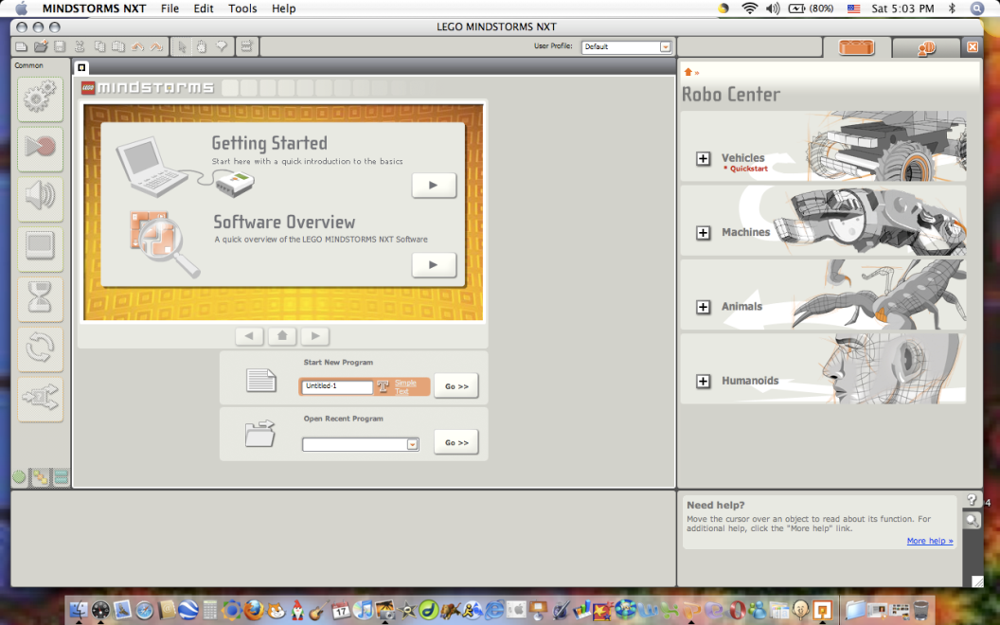 MINDSTORMS NXT File Edit Tools Help
(80%) Sat 5:03 PM
LEGO MINDSTORMS NXT
User Profile: Default
Common
LEGO mindstorms
Getting Started
Start here with a quick introduction to the basics
Software Overview
A quick overview of the LEGO MINDSTORMS NXT Software
Start New Program
Untitled-1
T Simple
Text
Go >>
Open Recent Program
Go >>
»
Robo Center
Vehicles
* Quickstart
Machines
Animals
Humanoids
Need help?
Move the cursor over an object to read about its function. For
additional help, click the "More help" link.
More help »
?
4
17